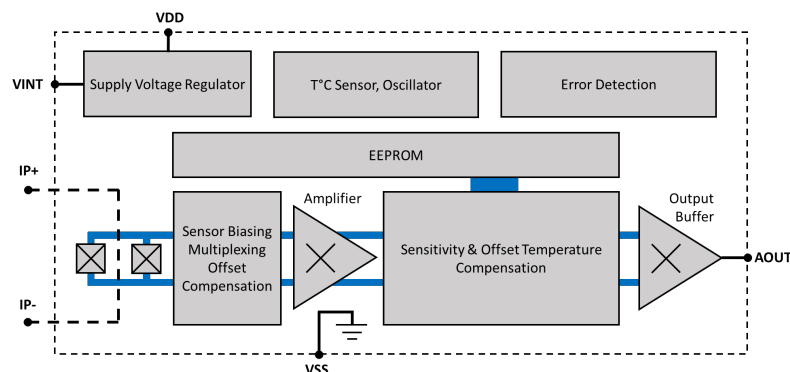 VDD
VINT
Supply Voltage Regulator
T°C Sensor, Oscillator
Error Detection
EEPROM
IP+
Amplifier
Output
Buffer
Sensor Biasing
Multiplexing
Offset
Compensation
Sensitivity & Offset Temperature
Compensation
AOUT
IP-
VSS